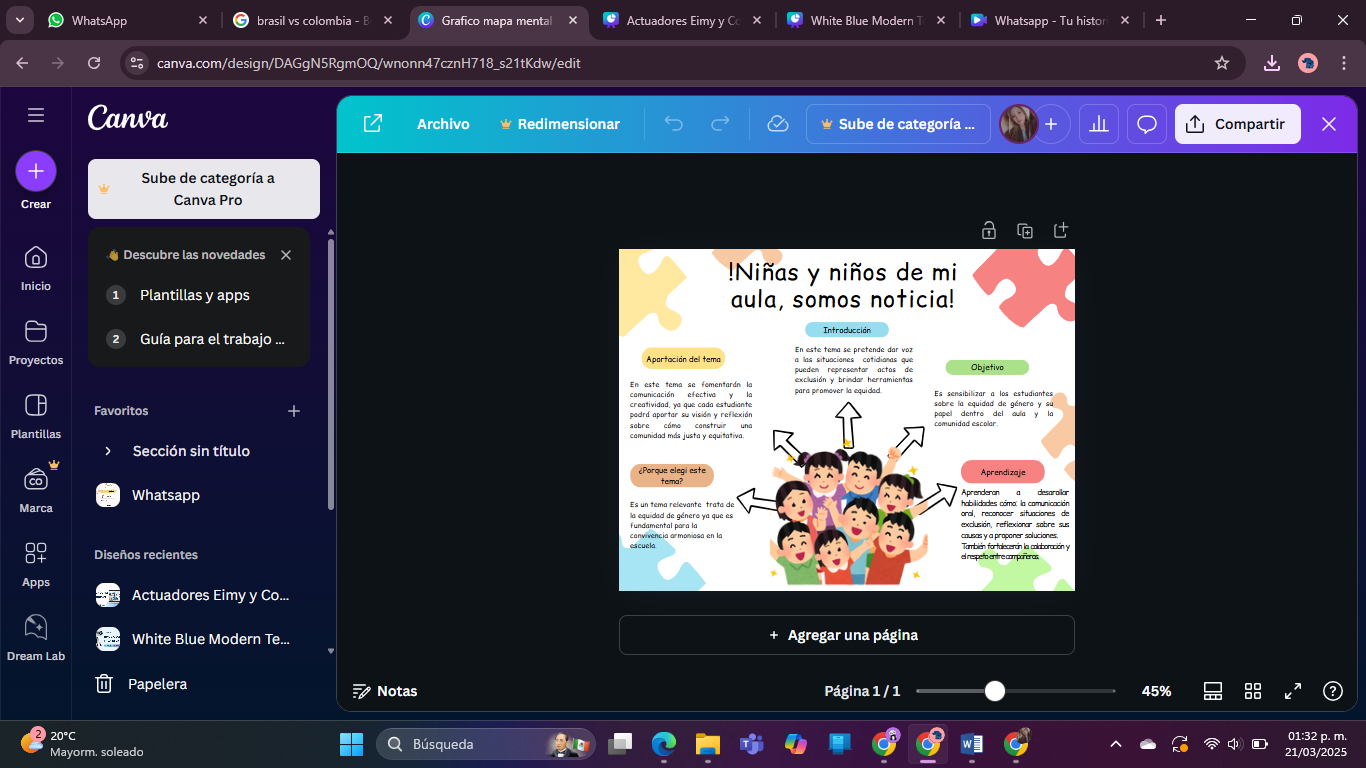 WhatsApp
brasil vs colombia - B
Grafico mapa mental
Actuadores Eimy y Co
White Blue Modern Te
Whatsapp - Tu histori
canva.com/design/DAGgN5RgmOQ/wnonn47cznH718_s21tKdw/edit
Canva
Archivo
Redimensionar
Sube de categoría ...
Compartir
Crear
Inicio
Proyectos
Plantillas
Marca
Apps
Dream Lab
Sube de categoría a
Canva Pro
Descubre las novedades
1 Plantillas y apps
2 Guía para el trabajo ...
Favoritos
Sección sin título
Whatsapp
Diseños recientes
Actuadores Eimy y Co...
White Blue Modern Te...
Papelera
!Niñas y niños de mi
aula, somos noticia!
Introducción
En este tema se pretende dar voz
a las situaciones cotidianas que
pueden representar actos de
exclusión y brindar herramientas
para promover la equidad.
Aportación del tema
En este tema se fomentarán la
comunicación efectiva y la
creatividad, ya que cada estudiante
podrá aportar su visión y reflexión
sobre cómo construir una
comunidad más justa y equitativa.
Objetivo
Es sensibilizar a los estudiantes
sobre la equidad de género y su
papel dentro del aula y la
comunidad escolar.
¿Porque elegi este
tema?
Es un tema relevante trata de
la equidad de género ya que es
fundamental para la
convivencia armoniosa en la
escuela.
Aprendizaje
Aprenderan a desarollar
habilidades cómo: la comunicación
oral, reconocer situaciones de
exclusión, reflexionar sobre sus
causas y a proponer soluciones.
También fortalecerán la colaboración y
el respeto entre compañeros.
+ Agregar una página
Notas
Página 1 / 1
45%
2
20°C
Mayorm. soleado
Búsqueda
01:32 p. m.
21/03/2025